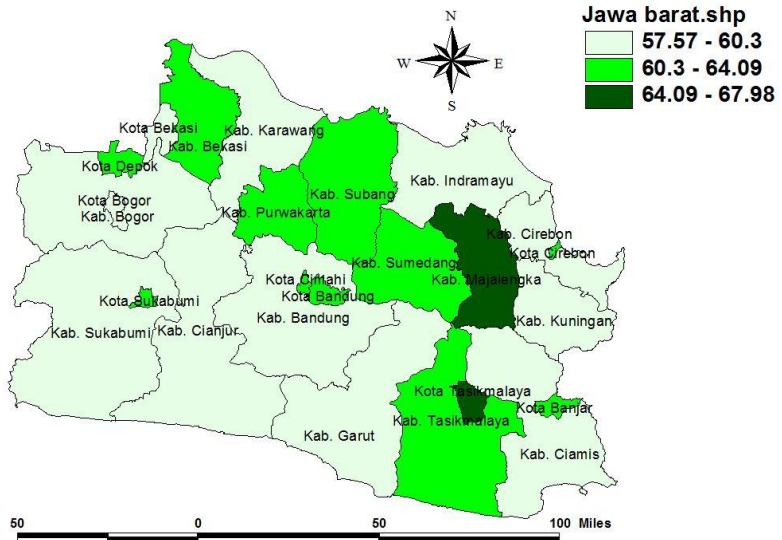 Jawa barat.shp
57.57 - 60.3
60.3 - 64.09
64.09 - 67.98
N
W
E
S
Kota Bekasi
Kab. Karawang
Kab. Bekasi
Kota Depok
Kab. Indramayu
Kab. Subang
Kota Bogor
Kab. Bogor
Kab. Purwakarta
Kab. Cirebon
Kota Cirebon
Kab. Sumedang
Kab. Majalengka
Kota Cimahi
Kota Bandung
Kota Sukabumi
Kab. Bandung
Kab. Kuningan
Kab. Sukabumi
Kab. Cianjur
Kota Tasikmalaya
Kota Banjar
Kab. Tasikmalaya
Kab. Garut
Kab. Ciamis
50
0
50
100 Miles